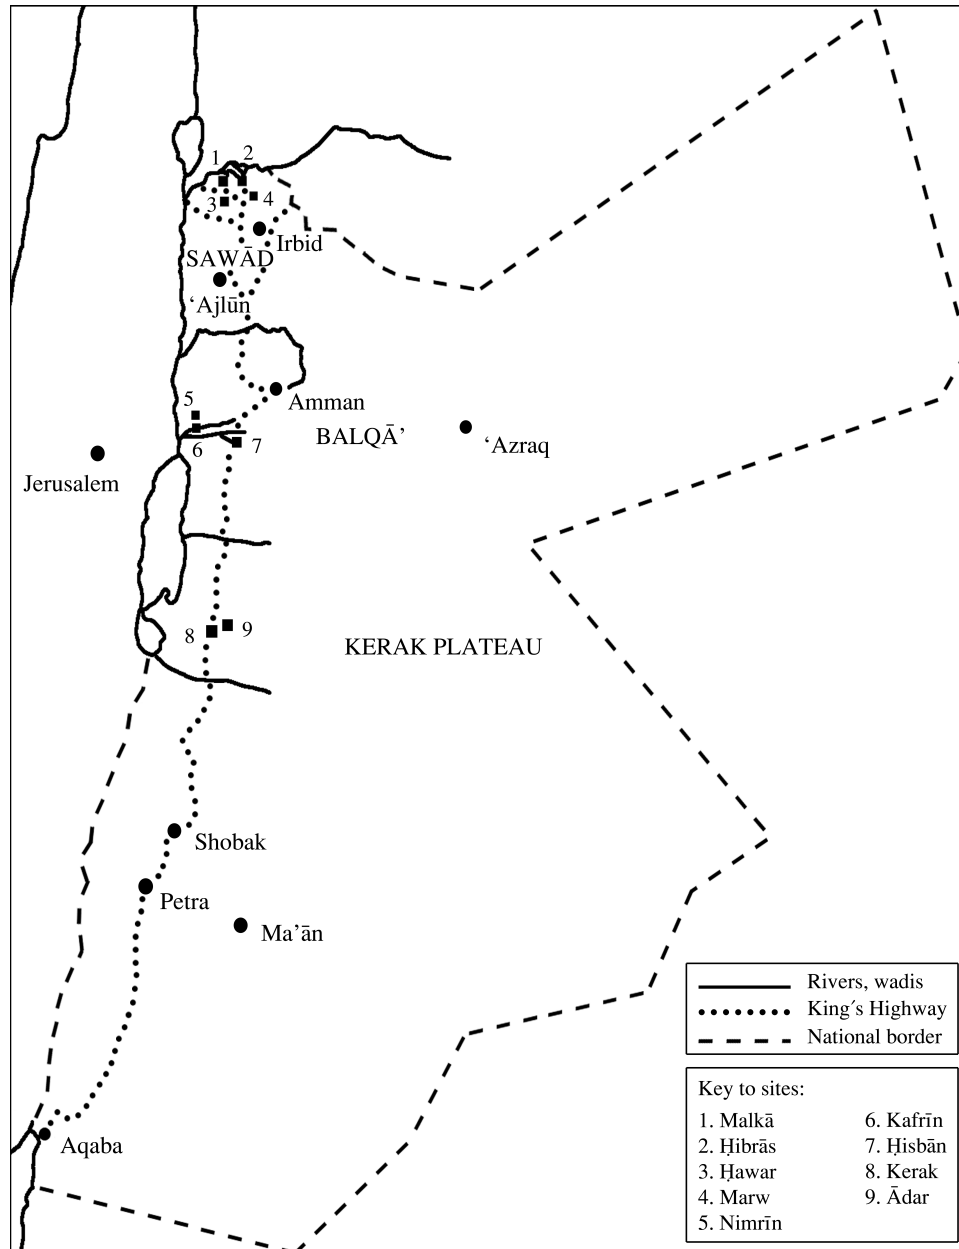 1
2
3
4
Irbid
SAWĀD
‘Ajlūn
5
Amman
BALQĀ’
‘Azraq
6
7
Jerusalem
8
9
KERAK PLATEAU
Shobak
Petra
Ma’ān
Aqaba
Rivers, wadis
King′s Highway
National border
Key to sites:
1. Malkā
2. Ḥibrās
3. Ḥawar
4. Marw
5. Nimrīn
6. Kafrīn
7. Ḥisbān
8. Kerak
9. Ādar